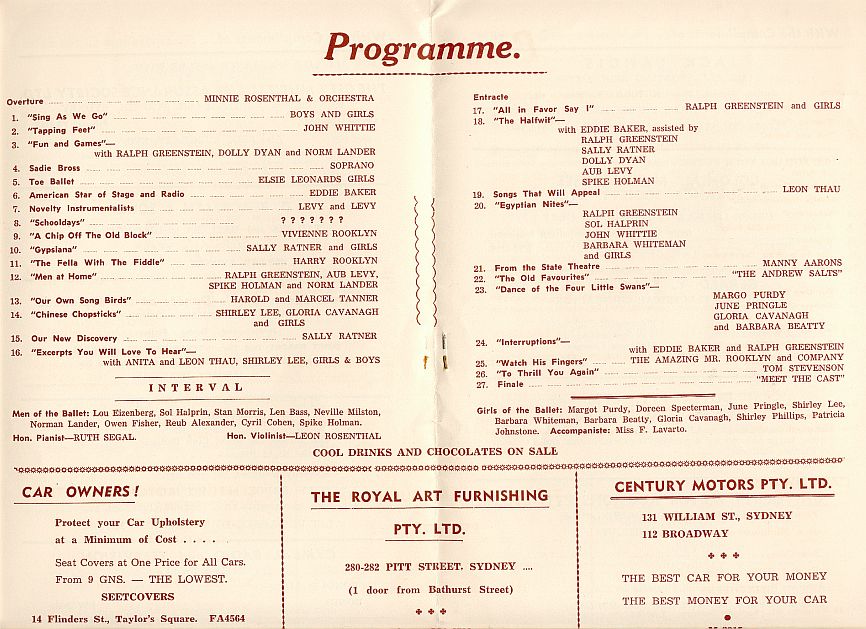 Programme.
Overture ... MINNIE ROSENTHAL & ORCHESTRA
1. "Sing As We Go" ... BOYS AND GIRLS
2. "Tapping Feet" ... JOHN WHITTIE
3. "Fun and Games"—
with RALPH GREENSTEIN, DOLLY DYAN and NORM LANDER
4. Sadie Bross ... SOPRANO
5. Toe Ballet ... ELSIE LEONARDS GIRLS
6. American Star of Stage and Radio ... EDDIE BAKER
7. Novelty Instrumentalists ... LEVY and LEVY
8. "Schooldays" ... ? ? ? ? ? ? ?
9. "A Chip Off The Old Block" ... VIVIENNE ROOKLYN
10. "Gypsiana" ... SALLY RATNER and GIRLS
11. "The Fella With The Fiddle" ... HARRY ROOKLYN
12. "Men at Home" ... RALPH GREENSTEIN, AUB LEVY,
SPIKE HOLMAN and NORM LANDER
13. "Our Own Song Birds" ... HAROLD and MARCEL TANNER
14. "Chinese Chopsticks" ... SHIRLEY LEE, GLORIA CAVANAGH
and GIRLS
15. Our New Discovery ... SALLY RATNER
16. "Excerpts You Will Love To Hear"—
with ANITA and LEON THAU, SHIRLEY LEE, GIRLS & BOYS
INTERVAL
Men of the Ballet: Lou Eizenberg, Sol Halprin, Stan Morris, Len Bass, Neville Milston,
Norman Lander, Owen Fisher, Reub Alexander, Cyril Cohen, Spike Holman.
Hon. Pianist—RUTH SEGAL. Hon. Violinist—LEON ROSENTHAL
Entracle
17. "All in Favor Say I" ... RALPH GREENSTEIN and GIRLS
18. "The Halfwit"—
with EDDIE BAKER, assisted by
RALPH GREENSTEIN
SALLY RATNER
DOLLY DYAN
AUB LEVY
SPIKE HOLMAN
19. Songs That Will Appeal ... LEON THAU
20. "Egyptian Nites"—
RALPH GREENSTEIN
SOL HALPRIN
JOHN WHITTIE
BARBARA WHITEMAN
and GIRLS
21. From the State Theatre ... MANNY AARONS
22. "The Old Favourites" ... "THE ANDREW SALTS"
23. "Dance of the Four Little Swans"—
MARGO PURDY
JUNE PRINGLE
GLORIA CAVANAGH
and BARBARA BEATTY
24. "Interruptions"—
with EDDIE BAKER and RALPH GREENSTEIN
25. "Watch His Fingers" ... THE AMAZING MR. ROOKLYN and COMPANY
26. "To Thrill You Again" ... TOM STEVENSON
27. Finale ... "MEET THE CAST"
Girls of the Ballet: Margot Purdy, Doreen Specterman, June Pringle, Shirley Lee,
Barbara Whiteman, Barbara Beatty, Gloria Cavanagh, Shirley Phillips, Patricia
Johnstone. Accompaniste: Miss F. Lavarto.
COOL DRINKS AND CHOCOLATES ON SALE
CAR OWNERS!
Protect your Car Upholstery
at a Minimum of Cost . . . .
Seat Covers at One Price for All Cars.
From 9 GNS. — THE LOWEST.
SEETCOVERS
14 Flinders St., Taylor's Square. FA4564
THE ROYAL ART FURNISHING
PTY. LTD.
280-282 PITT STREET. SYDNEY ....
(1 door from Bathurst Street)
CENTURY MOTORS PTY. LTD.
131 WILLIAM ST., SYDNEY
112 BROADWAY
THE BEST CAR FOR YOUR MONEY
THE BEST MONEY FOR YOUR CAR